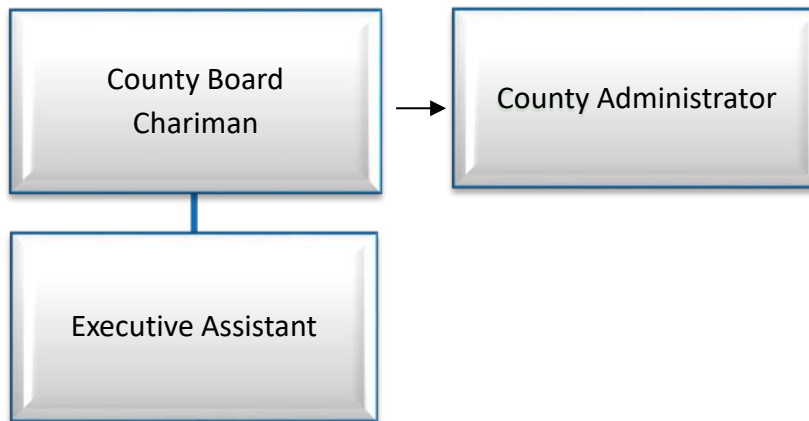 County Board
Chariman
County Administrator
Executive Assistant